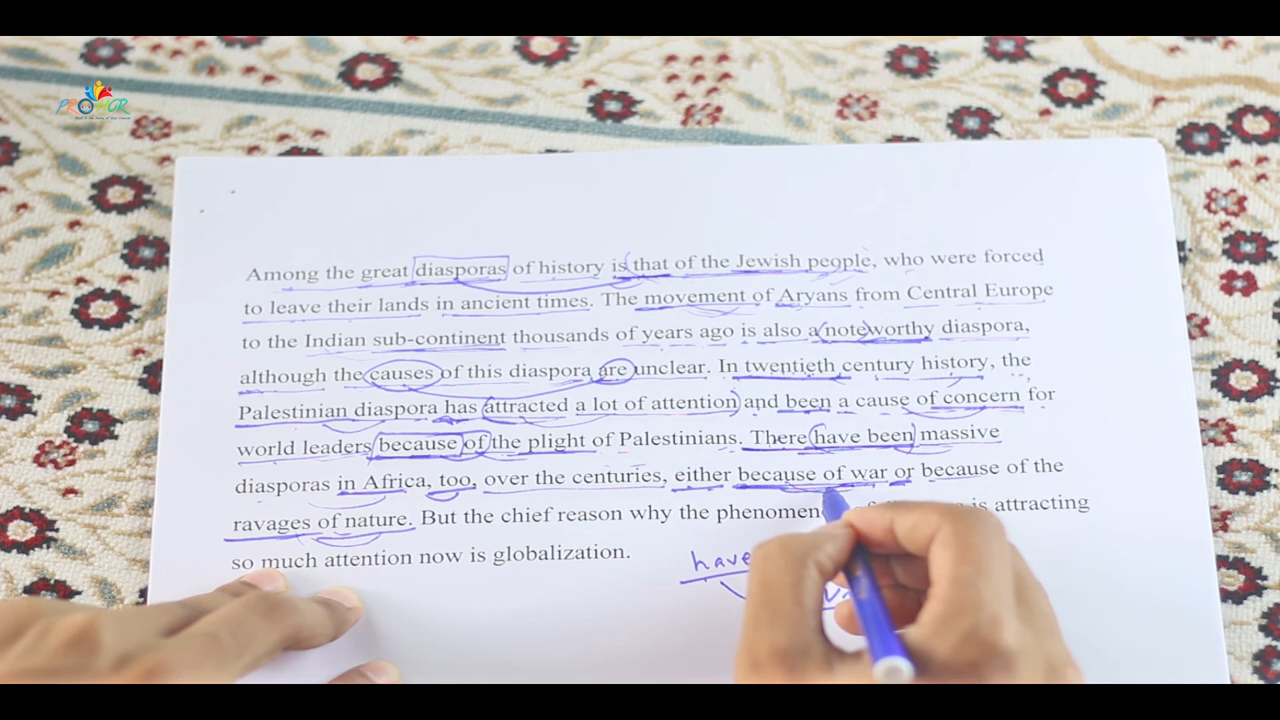 PROMOR
Among the great diasporas of history is that of the Jewish people, who were forced
to leave their lands in ancient times. The movement of Aryans from Central Europe
to the Indian sub-continent thousands of years ago is also a noteworthy diaspora,
although the causes of this diaspora are unclear. In twentieth century history, the
Palestinian diaspora has attracted a lot of attention and been a cause of concern for
world leaders because of the plight of Palestinians. There have been massive
diasporas in Africa, too, over the centuries, either because of war or because of the
ravages of nature. But the chief reason why the is attracting
so much attention now is globalization.
have